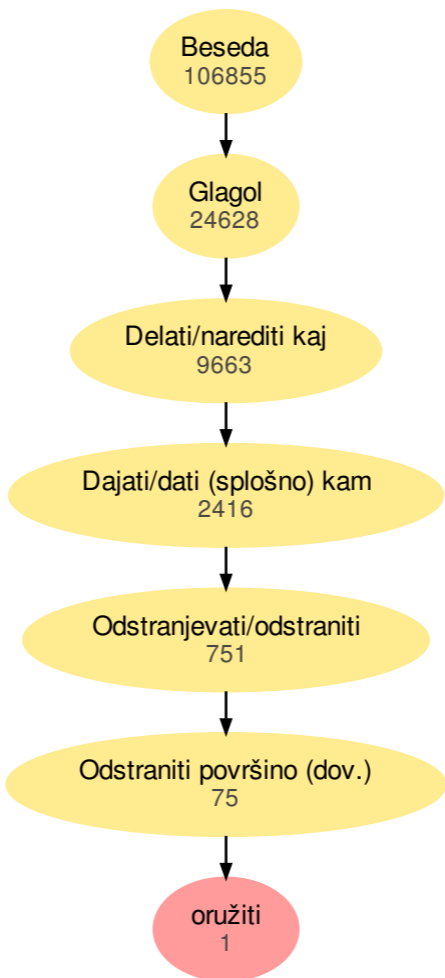 Beseda
106855
Glagol
24628
Delati/narediti kaj
9663
Dajati/dati (splošno) kam
2416
Odstranjevati/odstraniti
751
Odstraniti površino (dov.)
75
oružiti
1